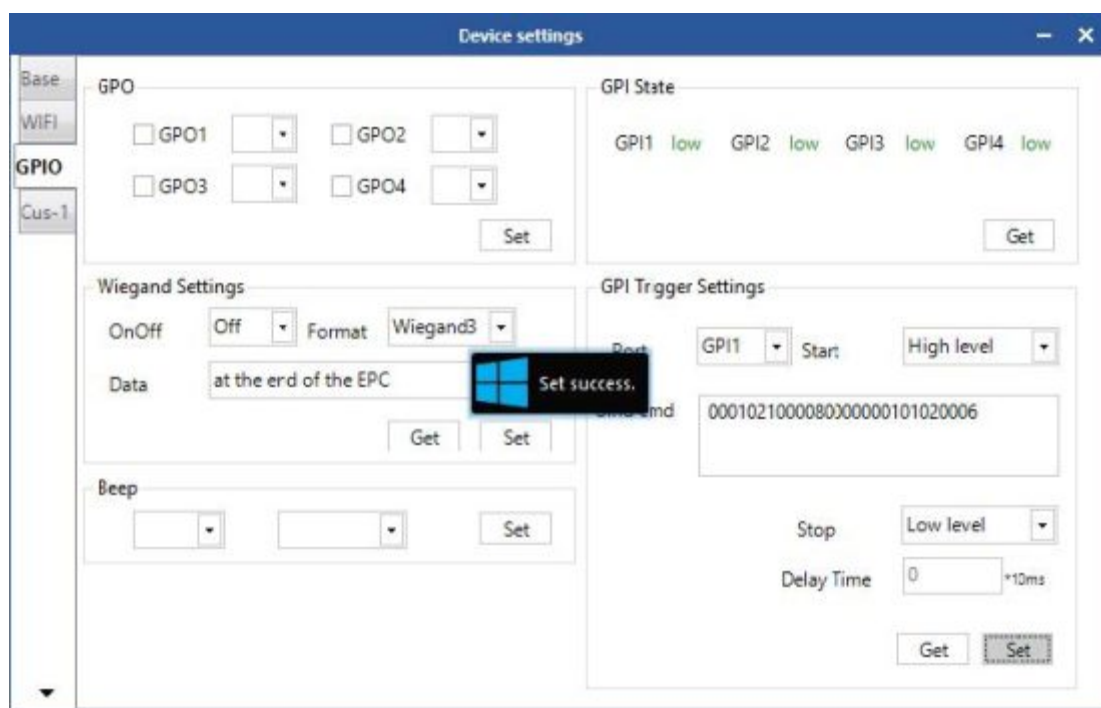 Device settings
Base
WIFI
GPIO
Cus-1
GPO
GPO1
GPO2
GPO3
GPO4
Set
GPI State
GPI1 low GPI2 low GPI3 low GPI4 low
Get
Wiegand Settings
OnOff Off Format Wiegand3
Data at the end of the EPC
Get Set
Set success.
GPI Trigger Settings
Port GPI1 Start High level
cmd
Stop Low level
Delay Time 0 *10ms
Get Set
Beep
Set